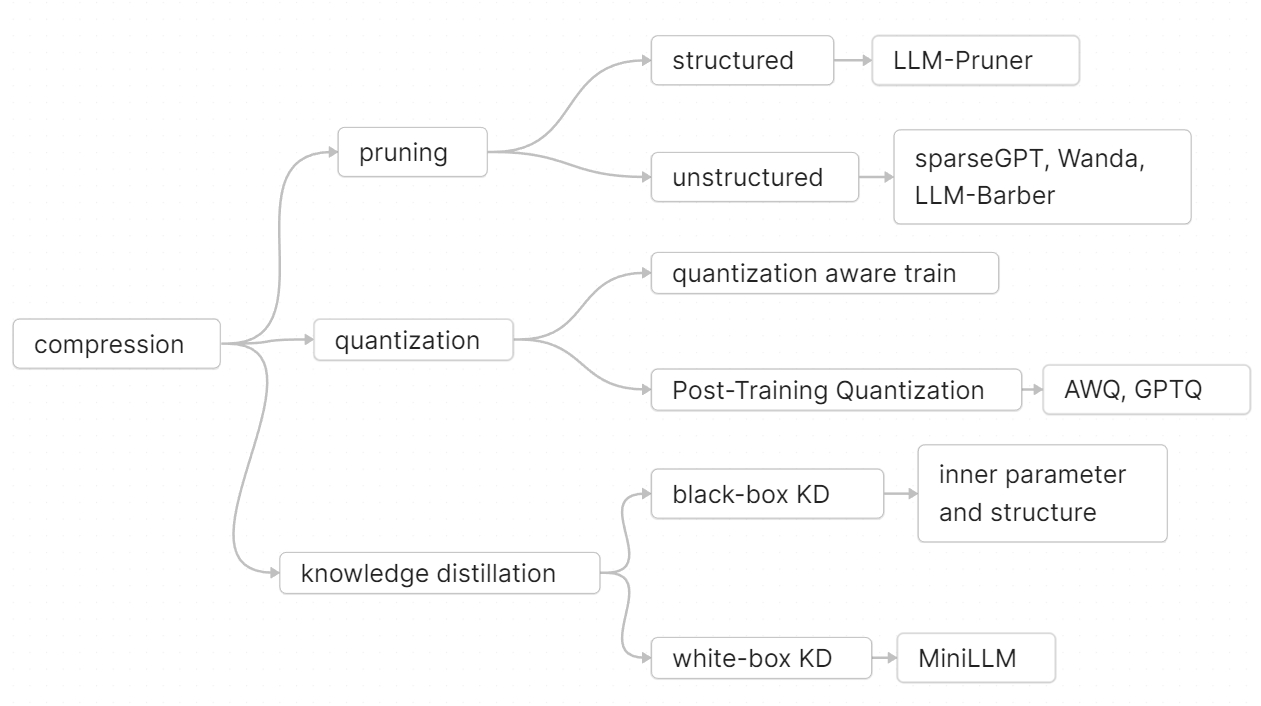 structured
LLM-Pruner
pruning
sparseGPT, Wanda,
LLM-Barber
unstructured
quantization aware train
compression
quantization
Post-Training Quantization
AWQ, GPTQ
black-box KD
inner parameter
and structure
knowledge distillation
white-box KD
MiniLLM